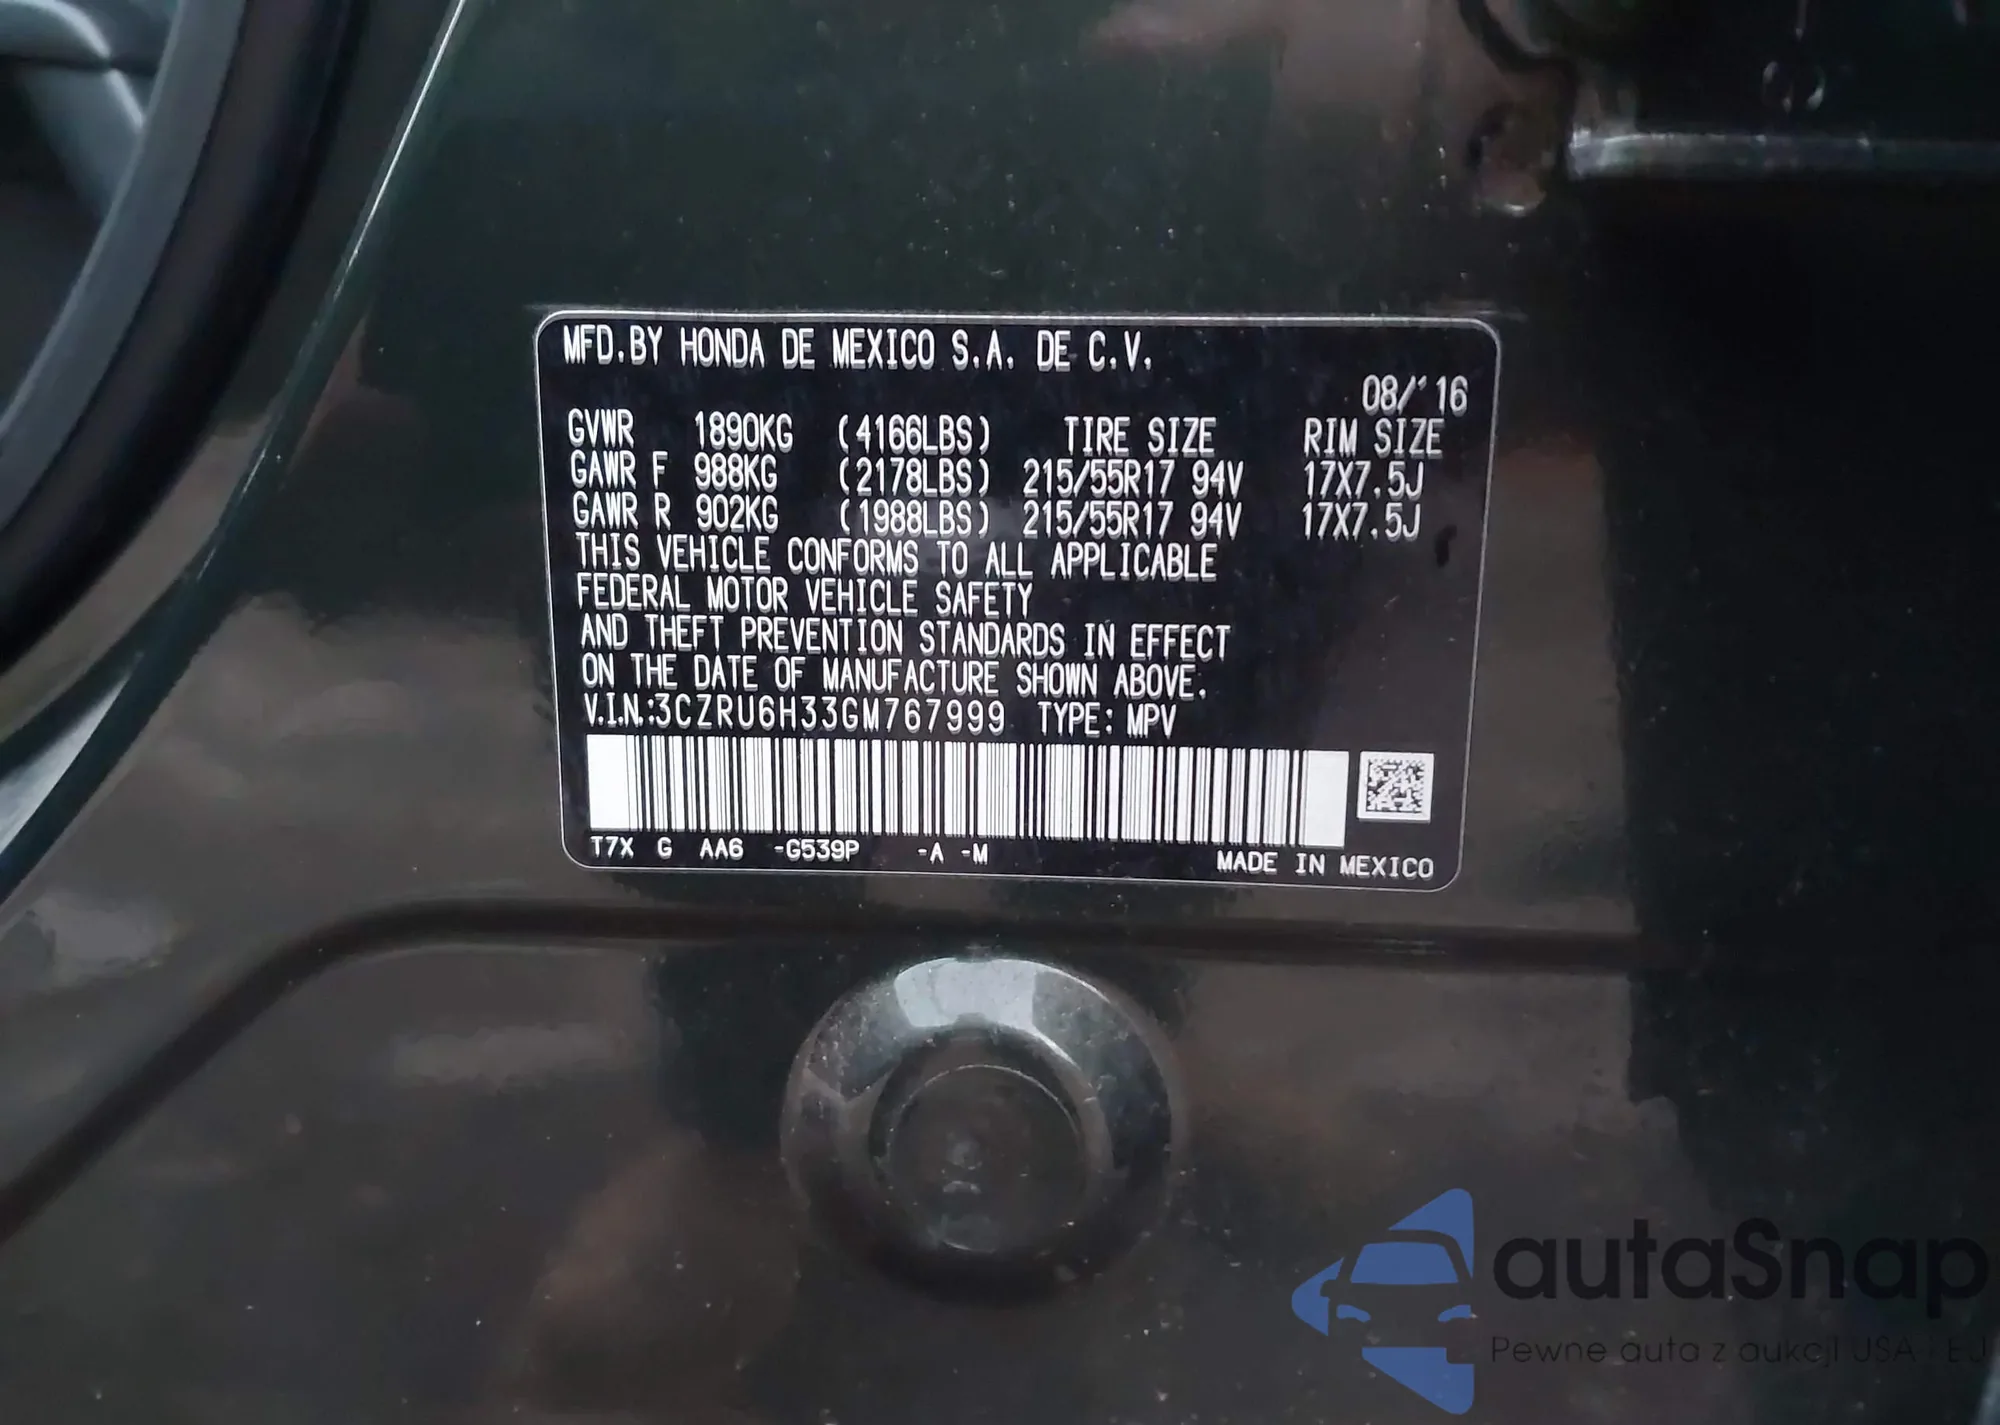 MFD.BY HONDA DE MEXICO S.A. DE C.V.
08/'16
GVWR 1890KG (4166LBS) TIRE SIZE RIM SIZE
GAWR F 988KG (2178LBS) 215/55R17 94V 17X7.5J
GAWR R 902KG (1988LBS) 215/55R17 94V 17X7.5J
THIS VEHICLE CONFORMS TO ALL APPLICABLE
FEDERAL MOTOR VEHICLE SAFETY
AND THEFT PREVENTION STANDARDS IN EFFECT
ON THE DATE OF MANUFACTURE SHOWN ABOVE.
V.I.N.:3CZRU6H33GM767999 TYPE: MPV
T7X G AA6 -G539P -A -M MADE IN MEXICO
autaSnap
Pewne auta z aukcji USA i EU